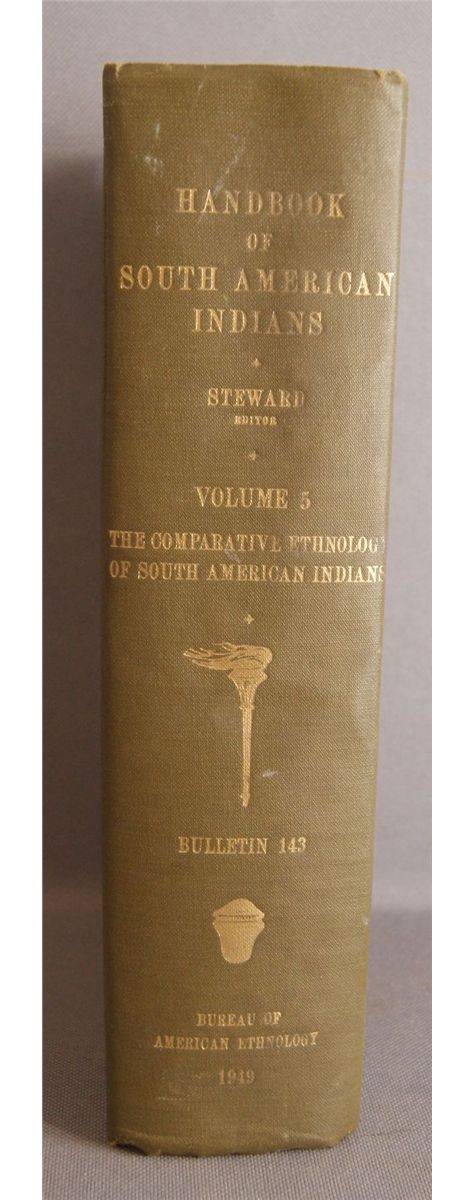 HANDBOOK
OF
SOUTH AMERICAN
INDIANS
STEWARD
EDITOR
VOLUME 5
THE COMPARATIVE ETHNOLOGY
OF SOUTH AMERICAN INDIANS
BULLETIN 143
BUREAU OF
AMERICAN ETHNOLOGY
1949